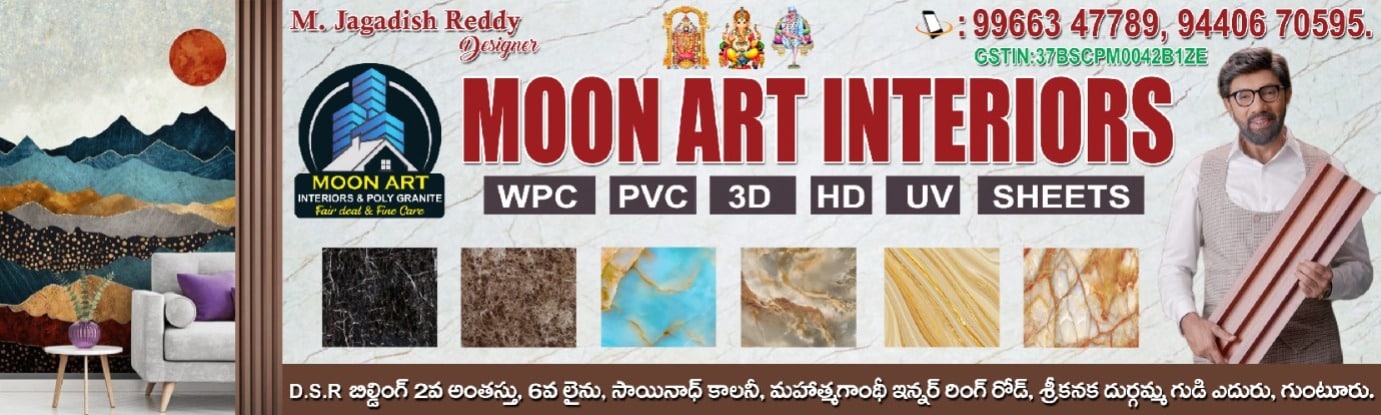 M. Jagadish Reddy
Designer
: 99663 47789, 94406 70595.
GSTIN:37BSCPM0042B1ZE
MOON ART INTERIORS
MOON ART
INTERIORS & POLY GRANITE
Fair deal & Fine Care
WPC PVC 3D HD UV SHEETS
D.S.R బిల్డింగ్ 2వ అంతస్తు, 6వ లైను, సాయినాధ్ కాలనీ, మహాత్మగాంధీ ఇన్నర్ రింగ్ రోడ్, శ్రీకనక దుర్గమ్మ గుడి ఎదురు, గుంటూరు.